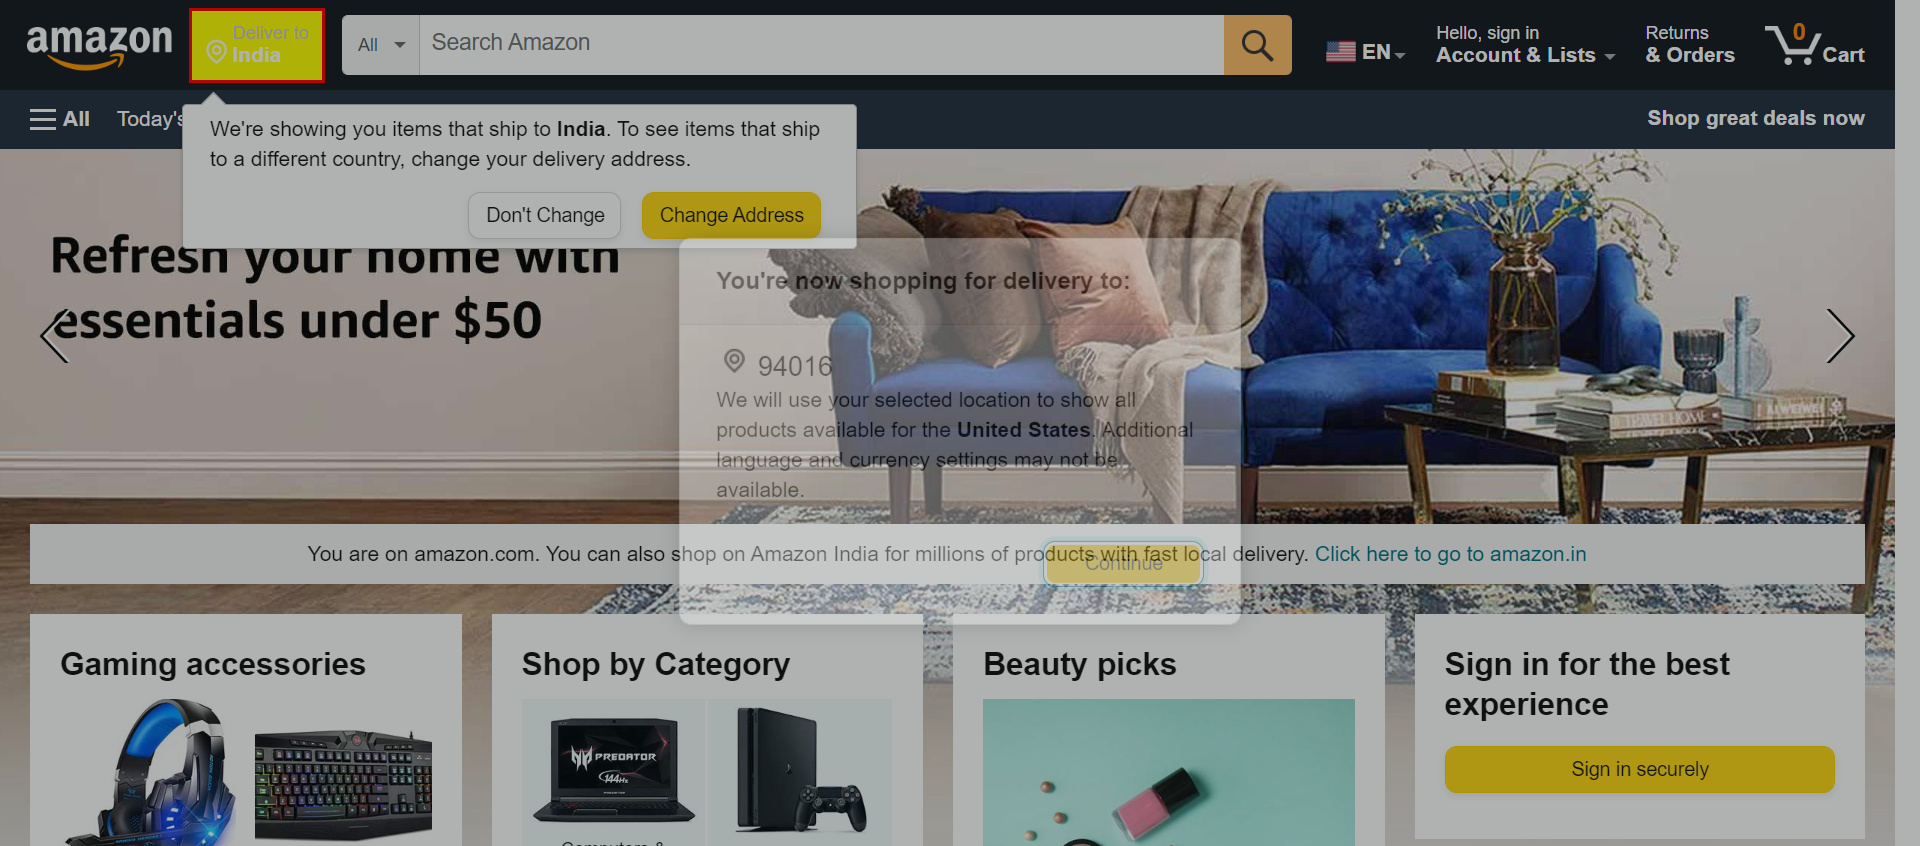 amazon
Deliver to
India
All
Search Amazon
EN
Hello, sign in
Account & Lists
Returns
& Orders
0
Cart
All
Today's
Shop great deals now
We're showing you items that ship to India. To see items that ship
to a different country, change your delivery address.
Don't Change
Change Address
Refresh your home with
essentials under $50
You're now shopping for delivery to:
94016
We will use your selected location to show all
products available for the United States. Additional
language and currency settings may not be
available.
Continue
You are on amazon.com. You can also shop on Amazon India for millions of products with fast local delivery. Click here to go to amazon.in
Gaming accessories
Shop by Category
PREDATOR
144Hz
Computers &
Beauty picks
Sign in for the best
experience
Sign in securely